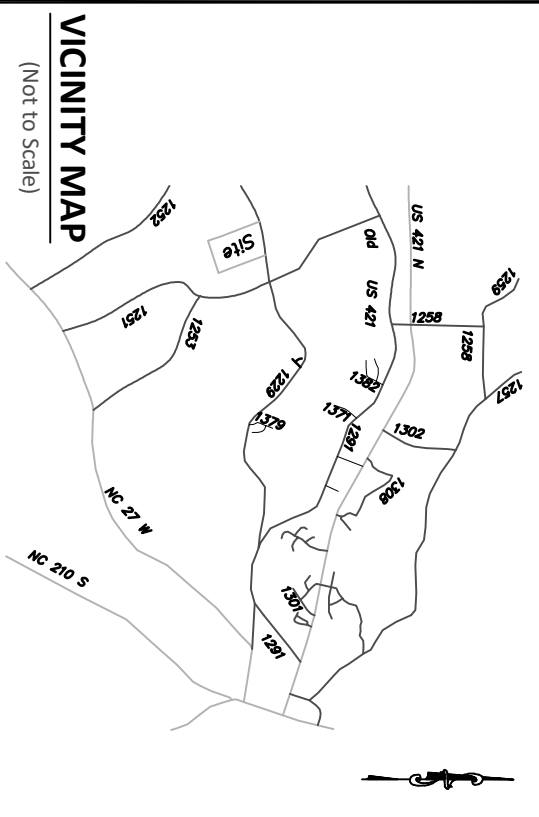 VICINITY MAP
(Not to Scale)
1252
Site
Old US 421
US 421 N
1259
1258
1258
1257
1251
1253
1229
1379
1382
1371
1291
1302
1308
NC 27 W
NC 210 S
1301
1291